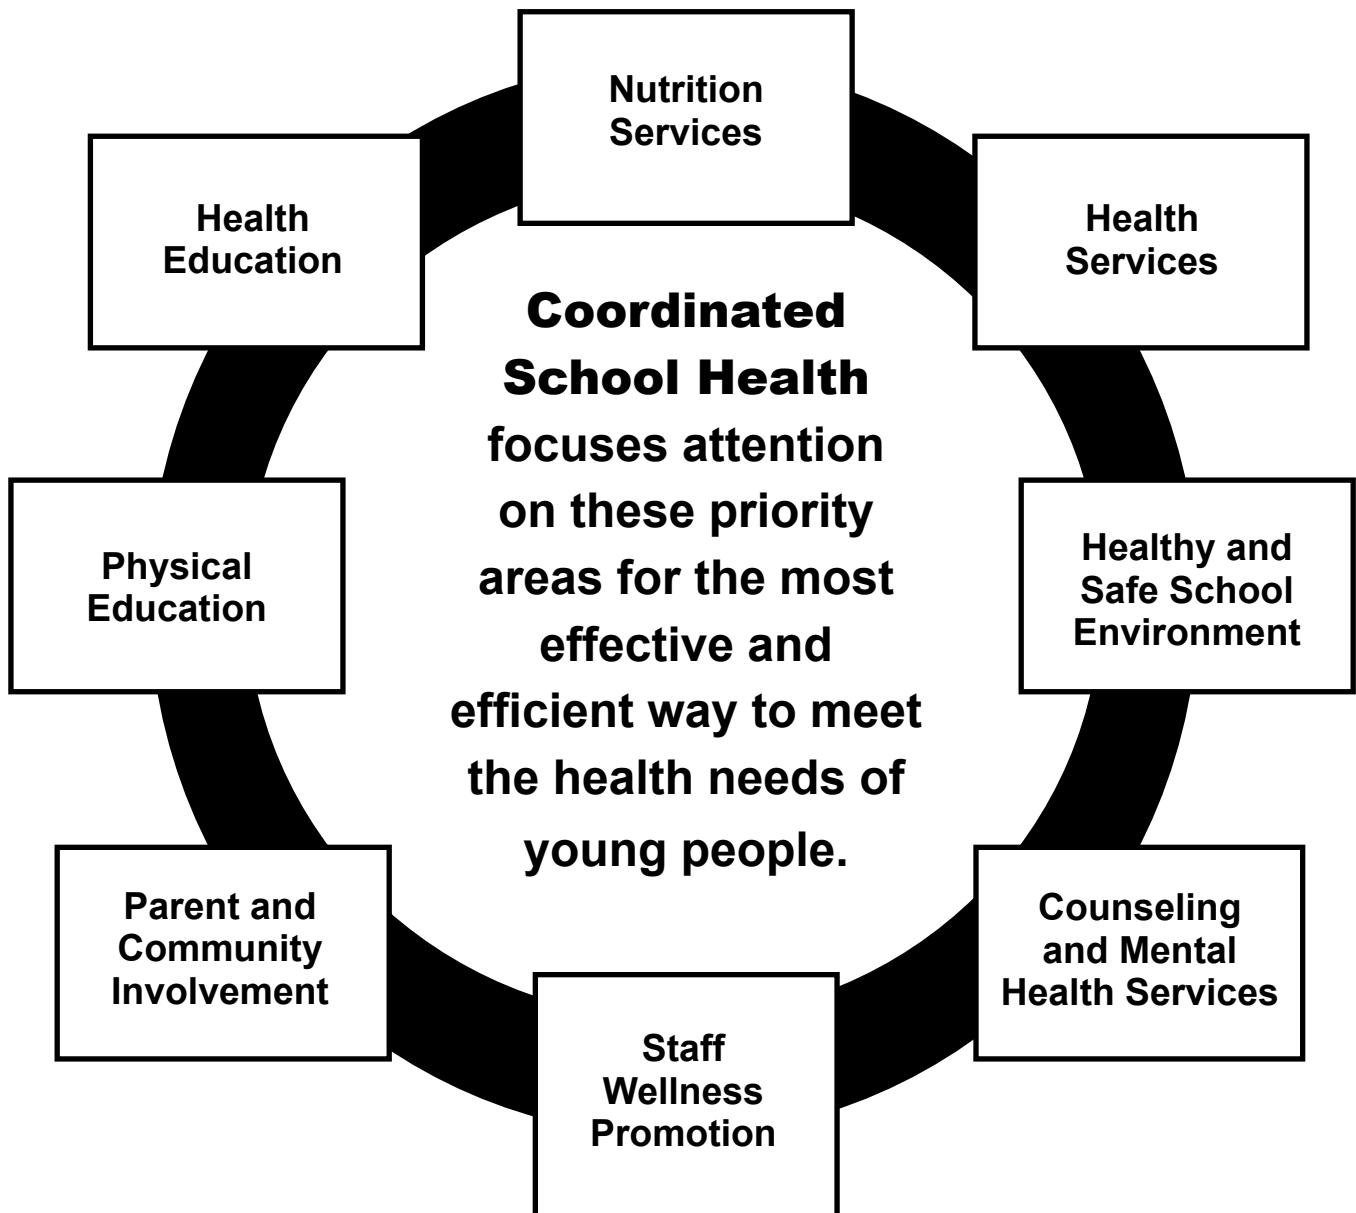 Nutrition
Services
Health
Services
Healthy and
Safe School
Environment
Counseling
and Mental
Health Services
Staff
Wellness
Promotion
Parent and
Community
Involvement
Physical
Education
Health
Education
Coordinated
School Health
focuses attention
on these priority
areas for the most
effective and
efficient way to meet
the health needs of
young people.